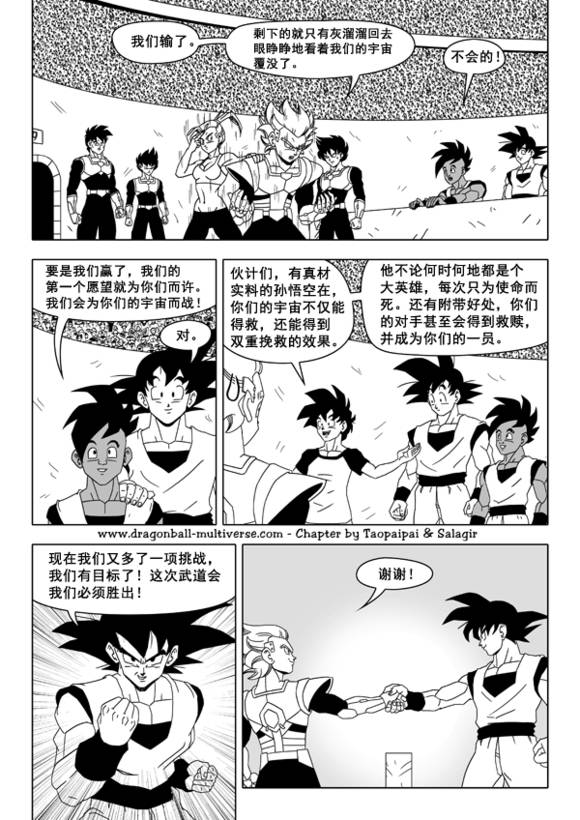 我们输了。
剩下的就只有灰溜溜回去
眼睁睁地看着我们的宇宙
覆没了。
不会的！
要是我们赢了，我们的
第一个愿望就为你们而许。
我们会为你们的宇宙而战！
对。
伙计们，有真材
实料的孙悟空在，
你们的宇宙不仅能
得救，还能得到
双重挽救的效果。
他不论何时何地都是个
大英雄，每次只为使命而
死。还有附带好处，你们
的对手甚至会得到救赎，
并成为你们的一员。
www.dragonball-multiverse.com - Chapter by Taopaipai & Salagir
现在我们又多了一项挑战，
我们有目标了！这次武道会
我们必须胜出！
谢谢！